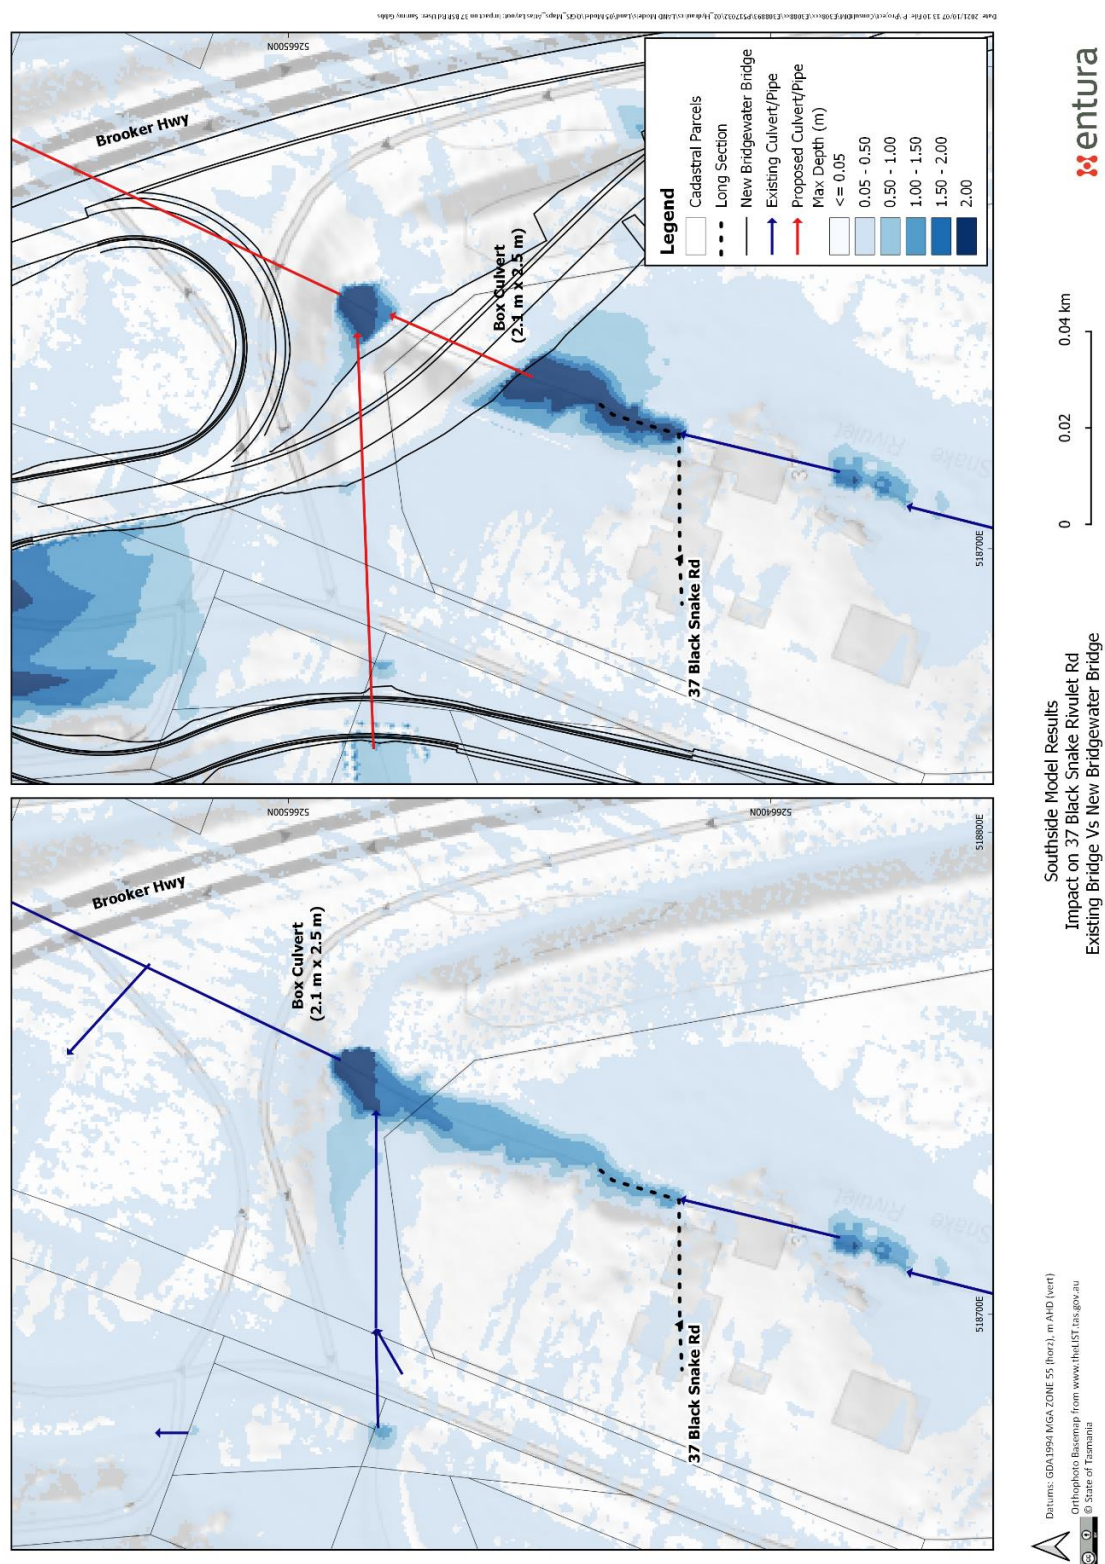 Brooker Hwy
5266500N
Box Culvert
(2.1 m x 2.5 m)
5266400N
518800E
37 Black Snake Rd
518700E
Rivulet
Snake
Brooker Hwy
5266500N
Box Culvert
(2.1 m x 2.5 m)
37 Black Snake Rd
518700E
Rivulet
Snake
Legend
Cadastral Parcels
Long Section
New Bridgewater Bridge
Existing Culvert/Pipe
Proposed Culvert/Pipe
Max Depth (m)
<= 0.05
0.05 - 0.50
0.50 - 1.00
1.00 - 1.50
1.50 - 2.00
2.00
Datums: GDA1994 MGA ZONE 55 (horz), m AHD (vert)
Orthophoto Basemap from www.theLIST.tas.gov.au
© State of Tasmania
Southside Model Results
Impact on 37 Black Snake Rivulet Rd
Existing Bridge Vs New Bridgewater Bridge
0 0.02 0.04 km
entura